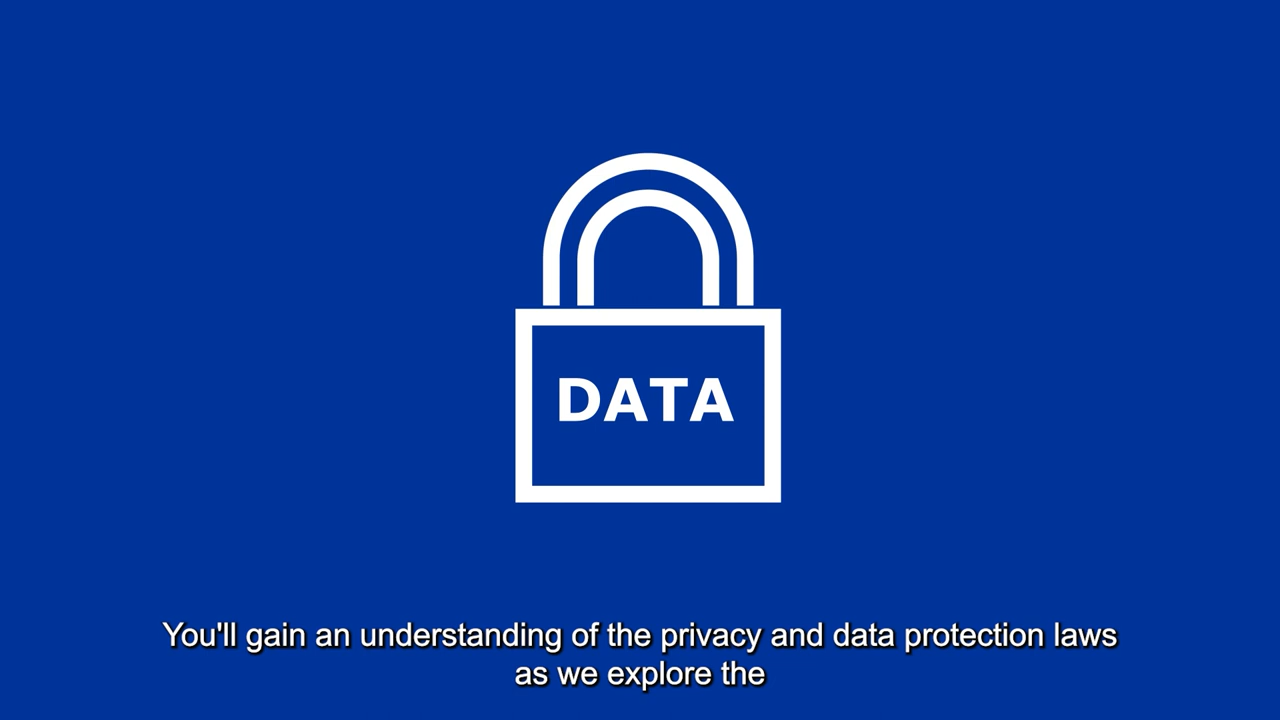 DATA
You'll gain an understanding of the privacy and data protection laws
as we explore the